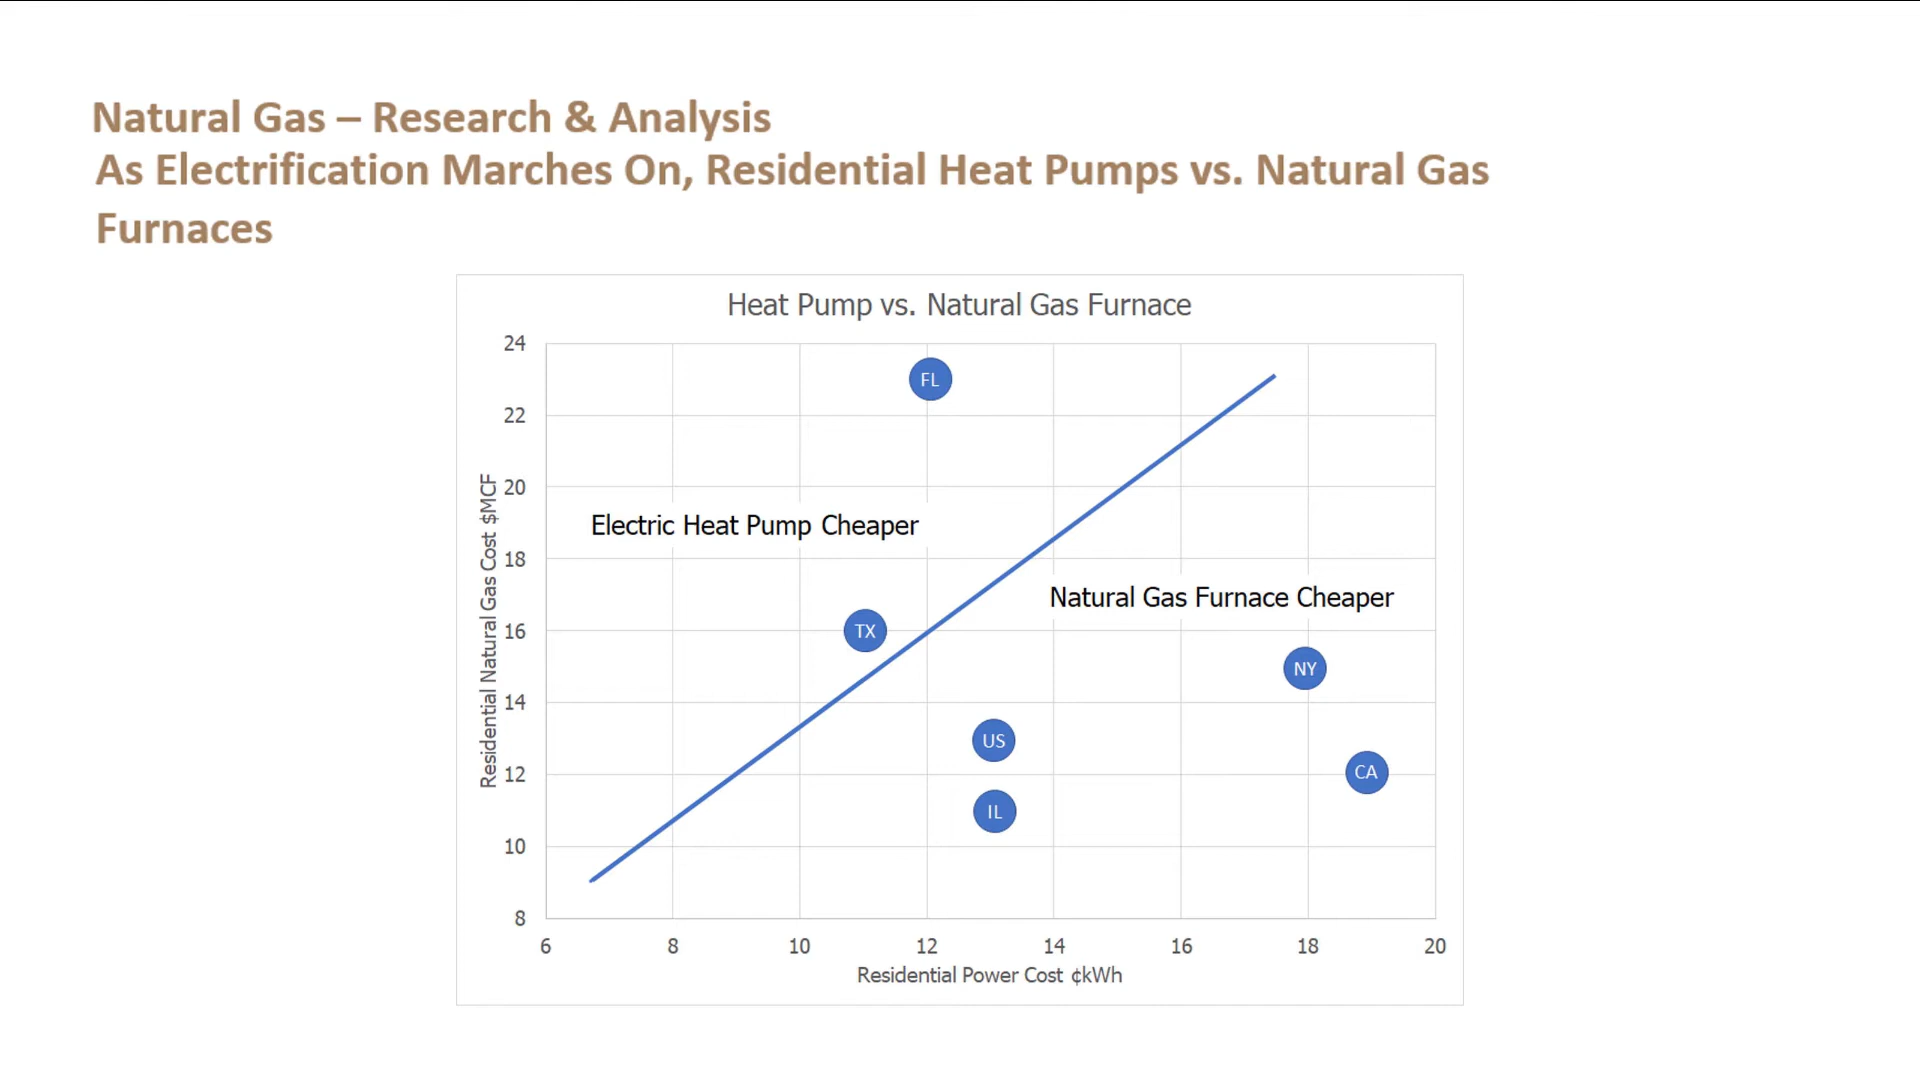 Natural Gas – Research & Analysis
As Electrification Marches On, Residential Heat Pumps vs. Natural Gas
Furnaces
Heat Pump vs. Natural Gas Furnace
24
22
20
18
16
14
12
10
8
Residential Natural Gas Cost $MCF
FL
Electric Heat Pump Cheaper
Natural Gas Furnace Cheaper
TX
NY
US
CA
IL
6 8 10 12 14 16 18 20
Residential Power Cost ¢kWh